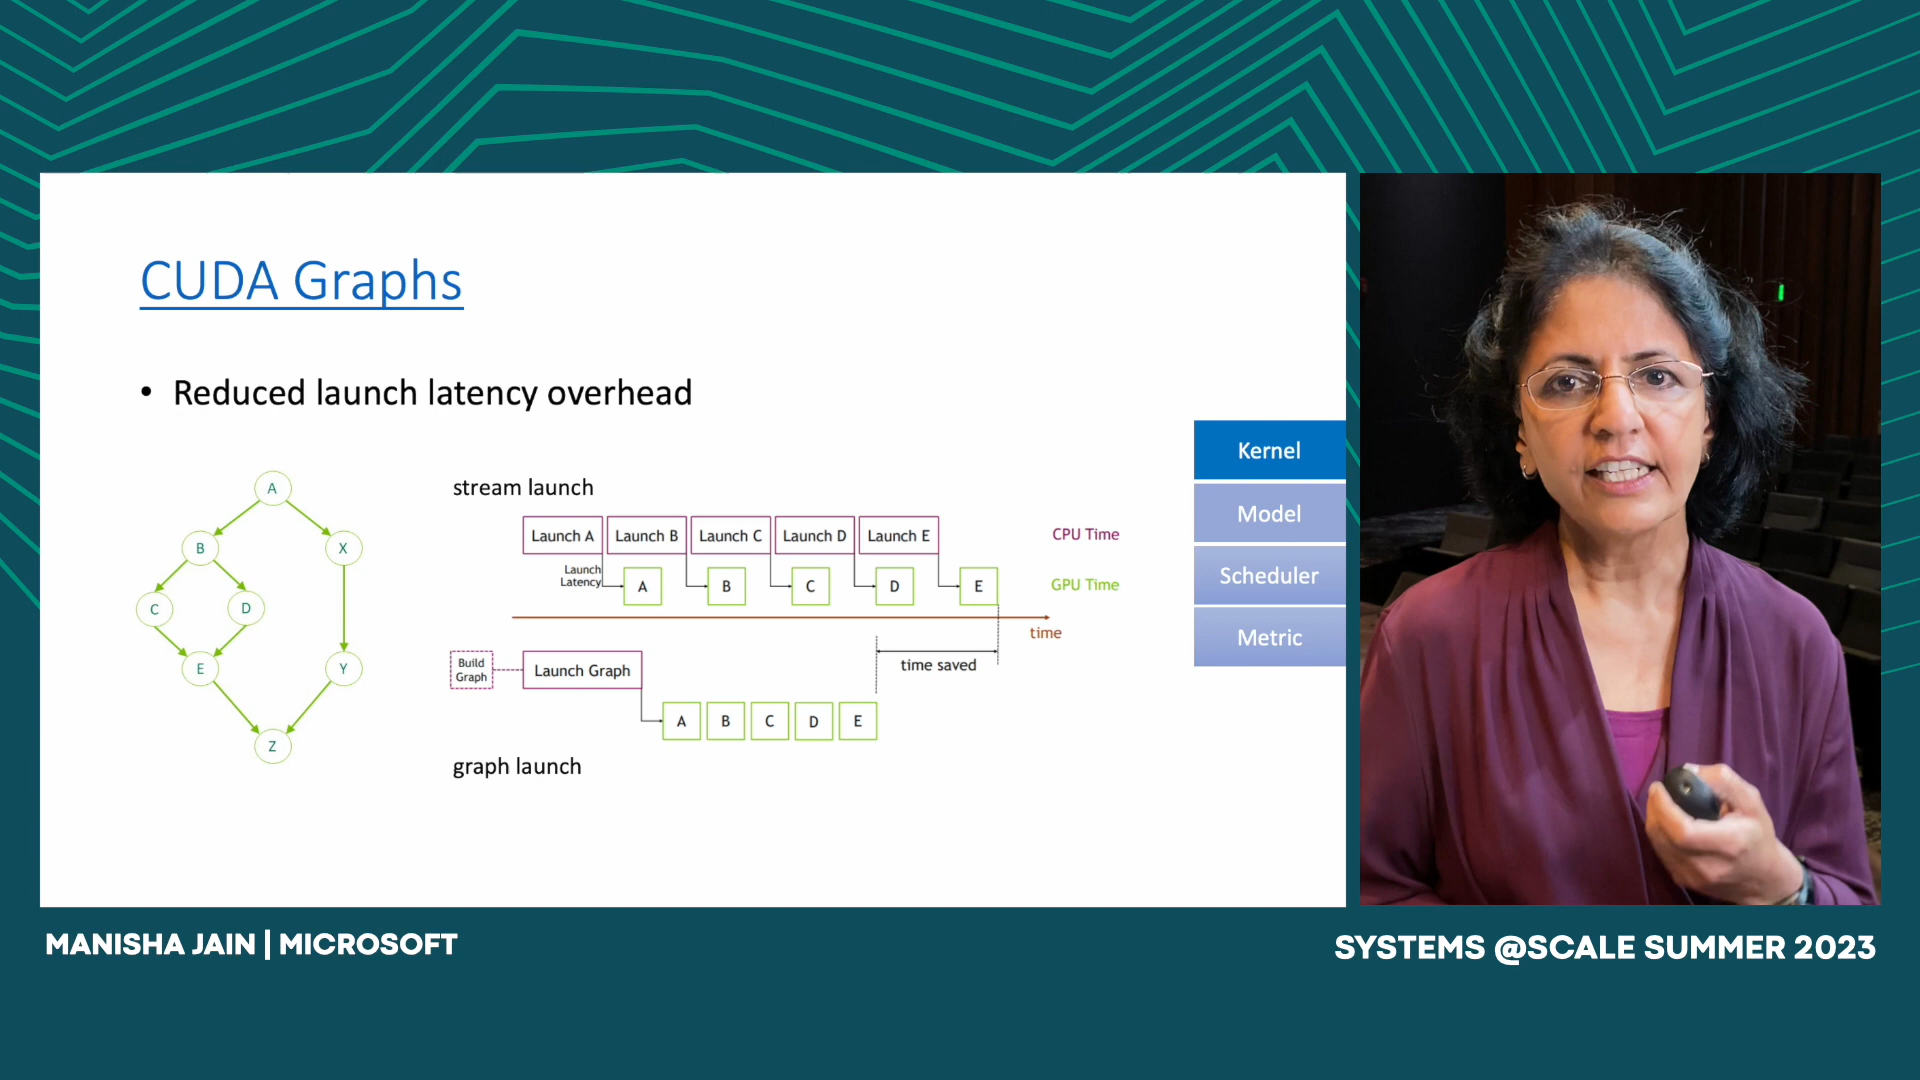 CUDA Graphs
• Reduced launch latency overhead
A
B
X
C
D
E
Y
Z
stream launch
Launch A Launch B Launch C Launch D Launch E
CPU Time
Launch
Latency
A B C D E
GPU Time
time
Build
Graph
Launch Graph
time saved
A B C D E
graph launch
Kernel
Model
Scheduler
Metric
MANISHA JAIN | MICROSOFT
SYSTEMS @SCALE SUMMER 2023